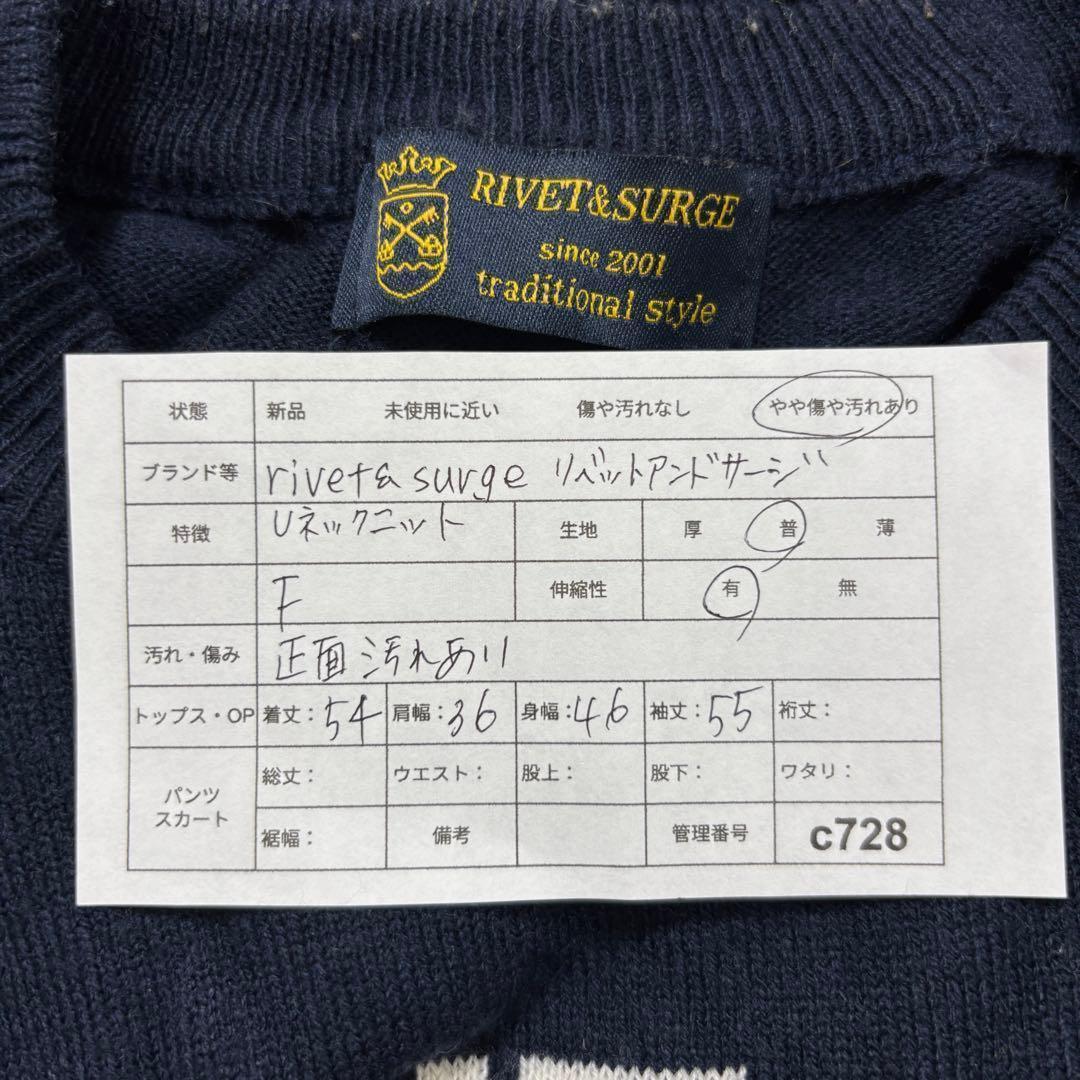 RIVET&SURGE
since 2001
traditional style
状態 新品 未使用に近い 傷や汚れなし やや傷や汚れあり
ブランド等 rivet& surge リベットアンドサージ
特徴 Uネックニット 生地 厚 普 薄
F 伸縮性 有 無
汚れ・傷み 正面 汚れあり
トップス・OP 着丈:54 肩幅:36 身幅:46 袖丈:55 裄丈:
パンツ スカート 総丈: ウエスト: 股上: 股下: ワタリ:
裾幅: 備考 管理番号 c728